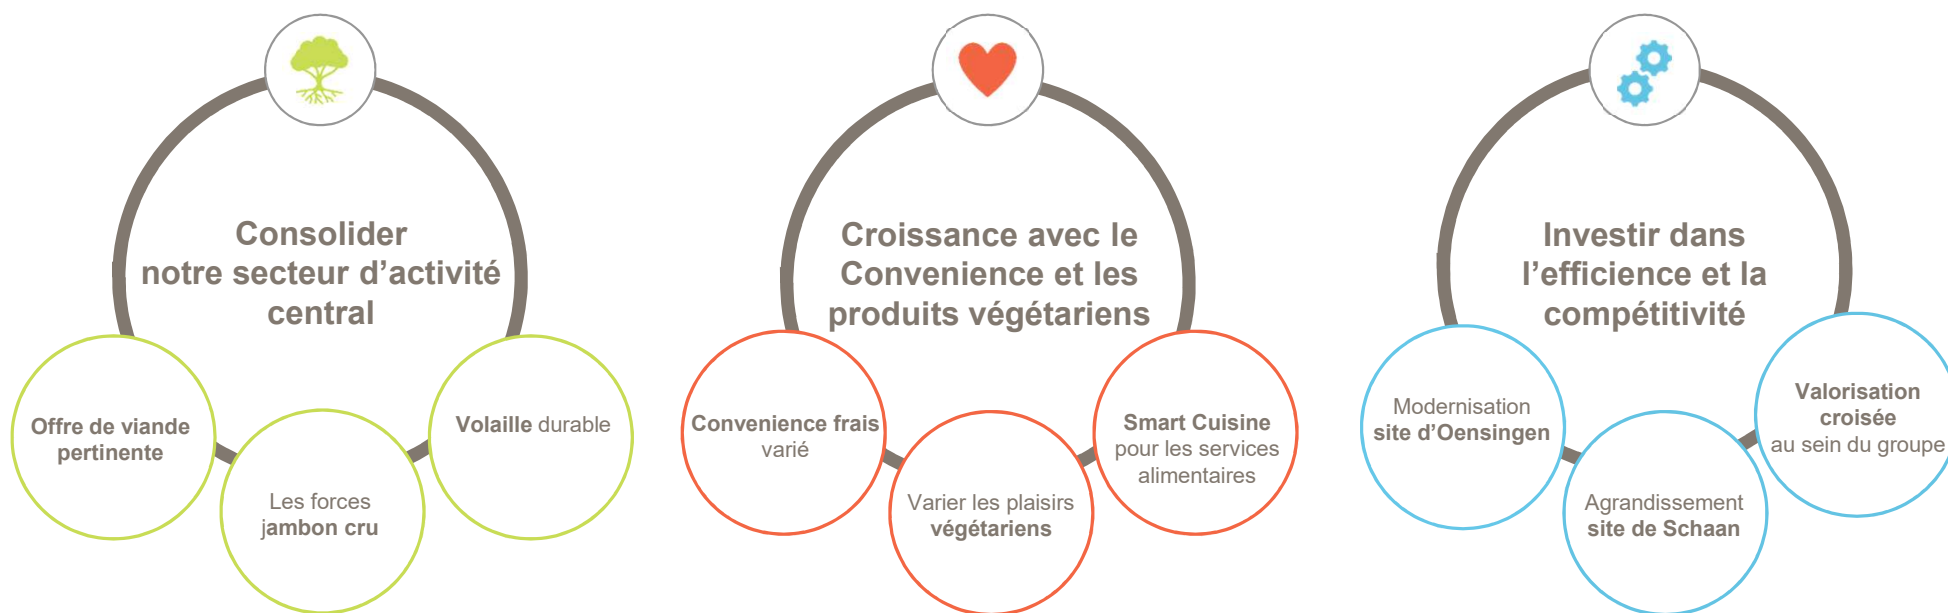 Consolider
notre secteur d’activité
central
Offre de viande
pertinente
Les forces
jambon cru
Volaille durable
Croissance avec le
Convenience et les
produits végétariens
Convenience frais
varié
Varier les plaisirs
végétariens
Smart Cuisine
pour les services
alimentaires
Investir dans
l’efficience et la
compétitivité
Modernisation
site d’Oensingen
Agrandissement
site de Schaan
Valorisation
croisée
au sein du groupe